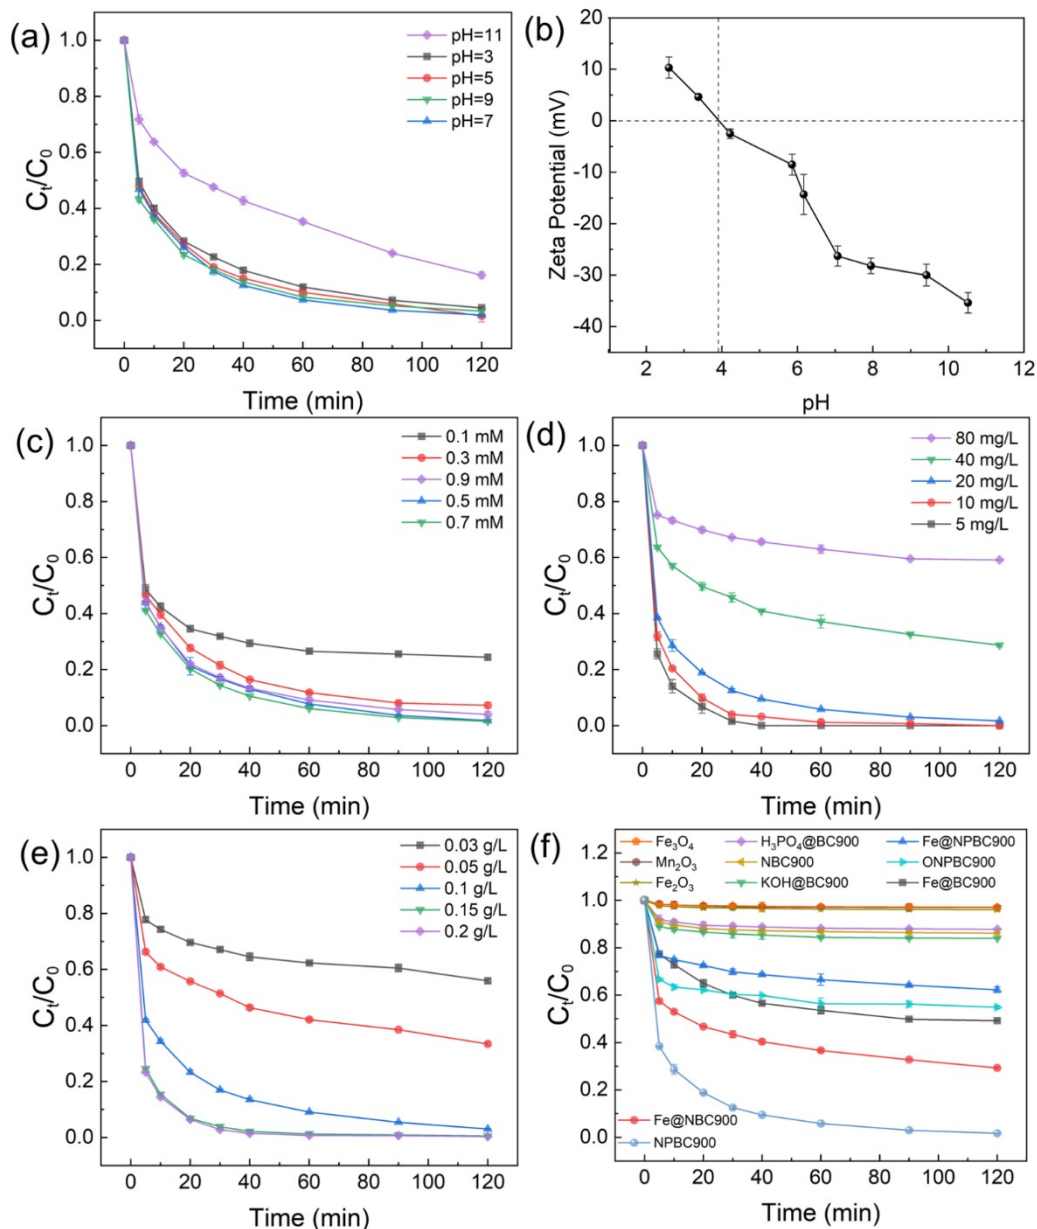 (a)
pH=11
pH=3
pH=5
pH=9
pH=7
Cₜ/C₀
1.0
0.8
0.6
0.4
0.2
0.0
0 20 40 60 80 100 120
Time (min)
(b)
Zeta Potential (mV)
20
10
0
-10
-20
-30
-40
2 4 6 8 10 12
pH
(c)
0.1 mM
0.3 mM
0.9 mM
0.5 mM
0.7 mM
Cₜ/C₀
1.0
0.8
0.6
0.4
0.2
0.0
0 20 40 60 80 100 120
Time (min)
(d)
80 mg/L
40 mg/L
20 mg/L
10 mg/L
5 mg/L
Cₜ/C₀
1.0
0.8
0.6
0.4
0.2
0.0
0 20 40 60 80 100 120
Time (min)
(e)
0.03 g/L
0.05 g/L
0.1 g/L
0.15 g/L
0.2 g/L
Cₜ/C₀
1.0
0.8
0.6
0.4
0.2
0.0
0 20 40 60 80 100 120
Time (min)
(f)
Fe₃O₄ H₃PO₄@BC900 Fe@NPBC900
Mn₂O₃ NBC900 ONPBC900
Fe₂O₃ KOH@BC900 Fe@BC900
Fe@NBC900
NPBC900
Cₜ/C₀
1.2
1.0
0.8
0.6
0.4
0.2
0.0
0 20 40 60 80 100 120
Time (min)